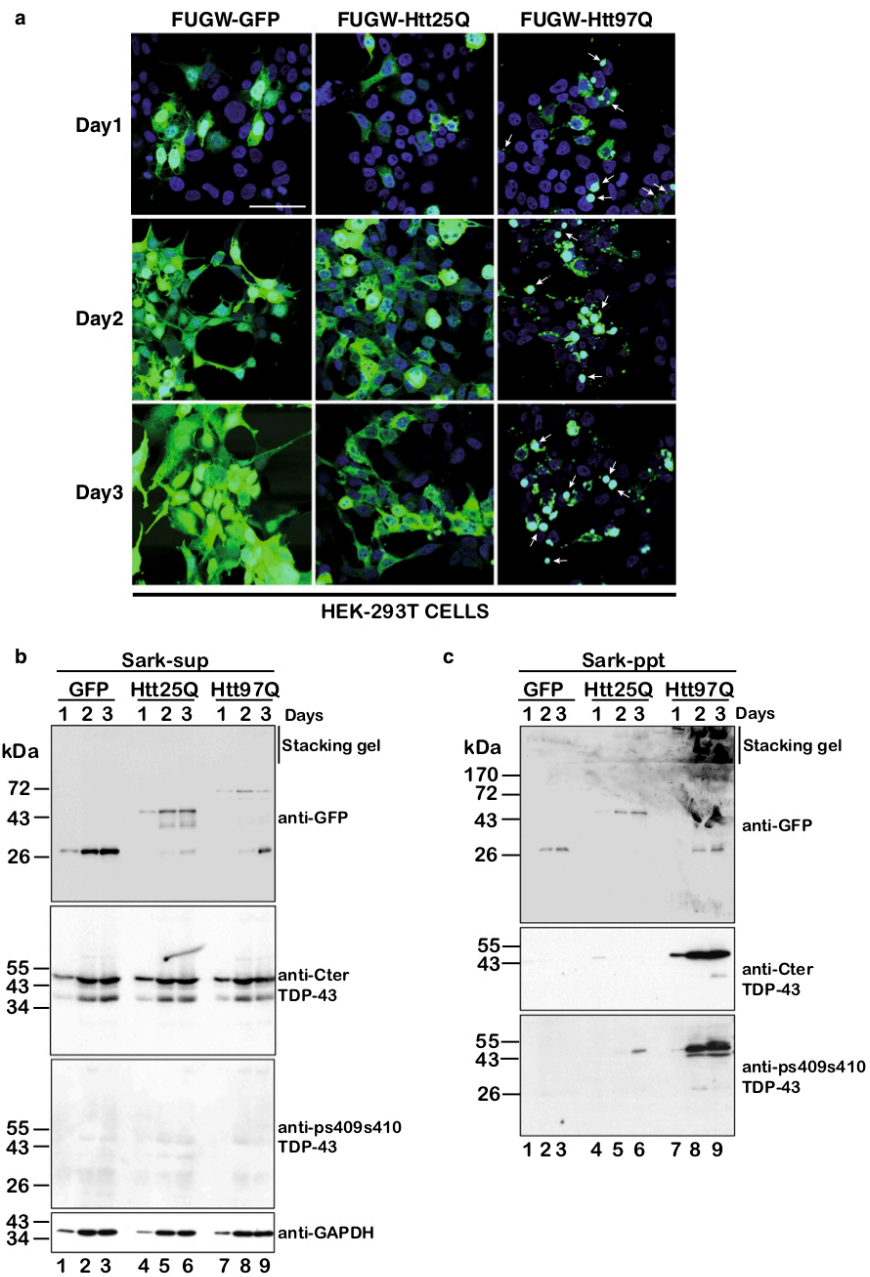 a
FUGW-GFP FUGW-Htt25Q FUGW-Htt97Q
Day1
Day2
Day3
HEK-293T CELLS
b
Sark-sup
GFP Htt25Q Htt97Q
1 2 3 1 2 3 1 2 3 Days
kDa
Stacking gel
72
43
26
anti-GFP
55
43
34
anti-Cter
TDP-43
55
43
26
anti-ps409s410
TDP-43
43
34
anti-GAPDH
1 2 3 4 5 6 7 8 9
c
Sark-ppt
GFP Htt25Q Htt97Q
1 2 3 1 2 3 1 2 3 Days
kDa
Stacking gel
170
72
43
26
anti-GFP
55
43
anti-Cter
TDP-43
55
43
26
anti-ps409s410
TDP-43
1 2 3 4 5 6 7 8 9